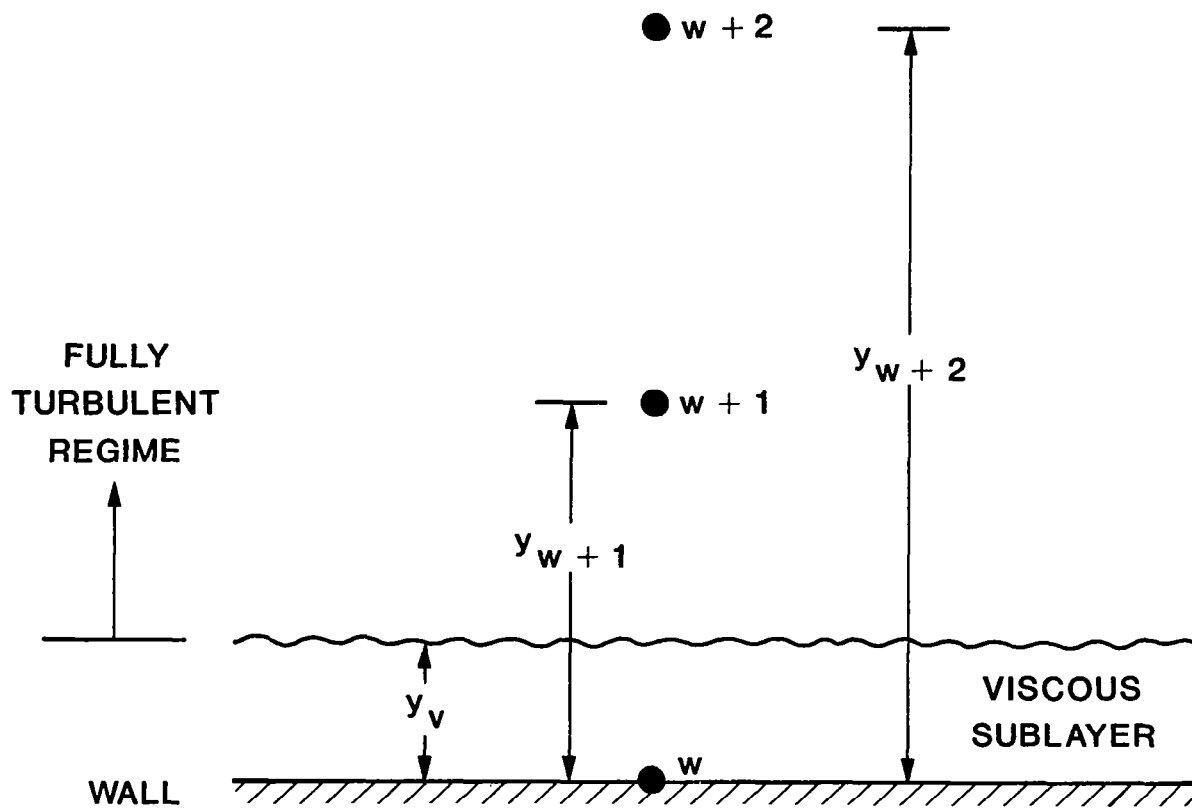 w + 2
FULLY
TURBULENT
REGIME
y w + 2
w + 1
y w + 1
y v
VISCOUS
SUBLAYER
w
WALL